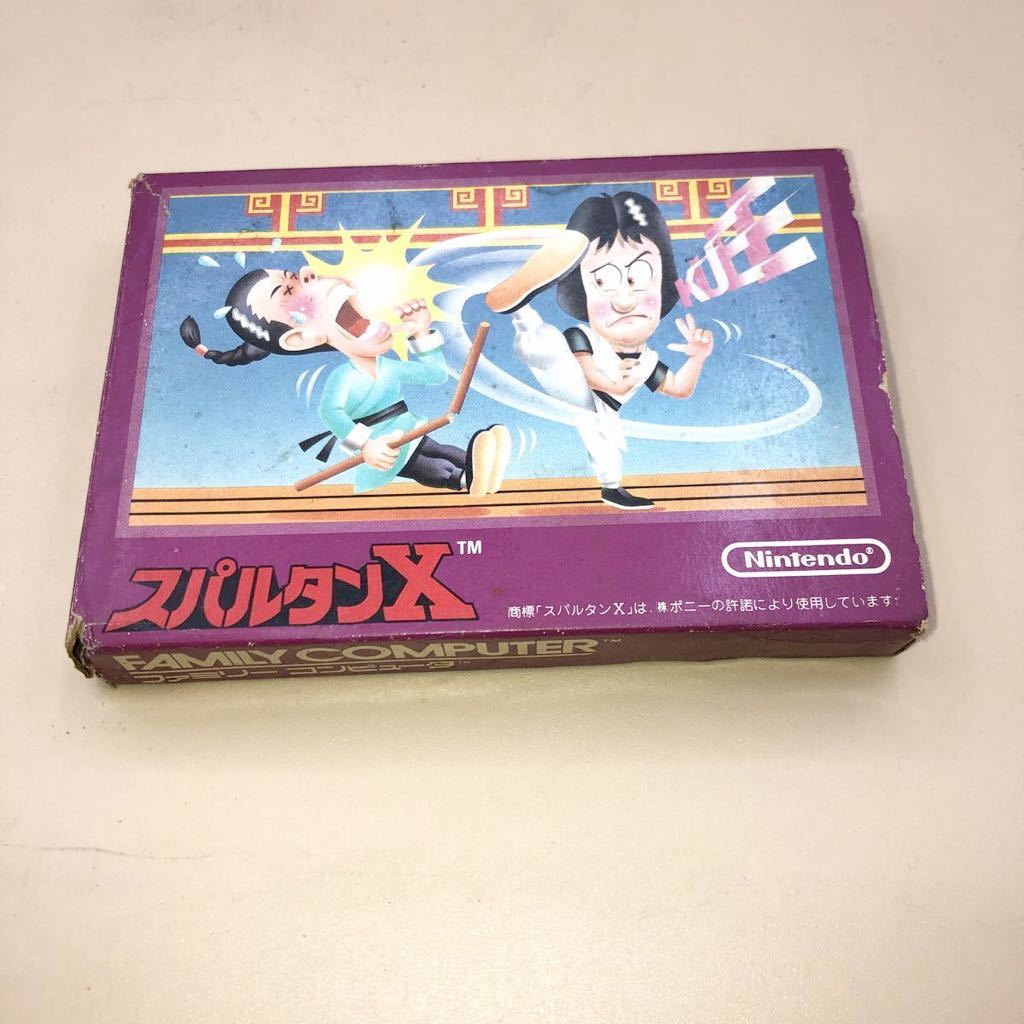 スパルタンX™
Nintendo®
商標「スパルタンX」は、㈱ポニーの許諾により使用しています。
FAMILY COMPUTER™
ファミリー コンピュータ™